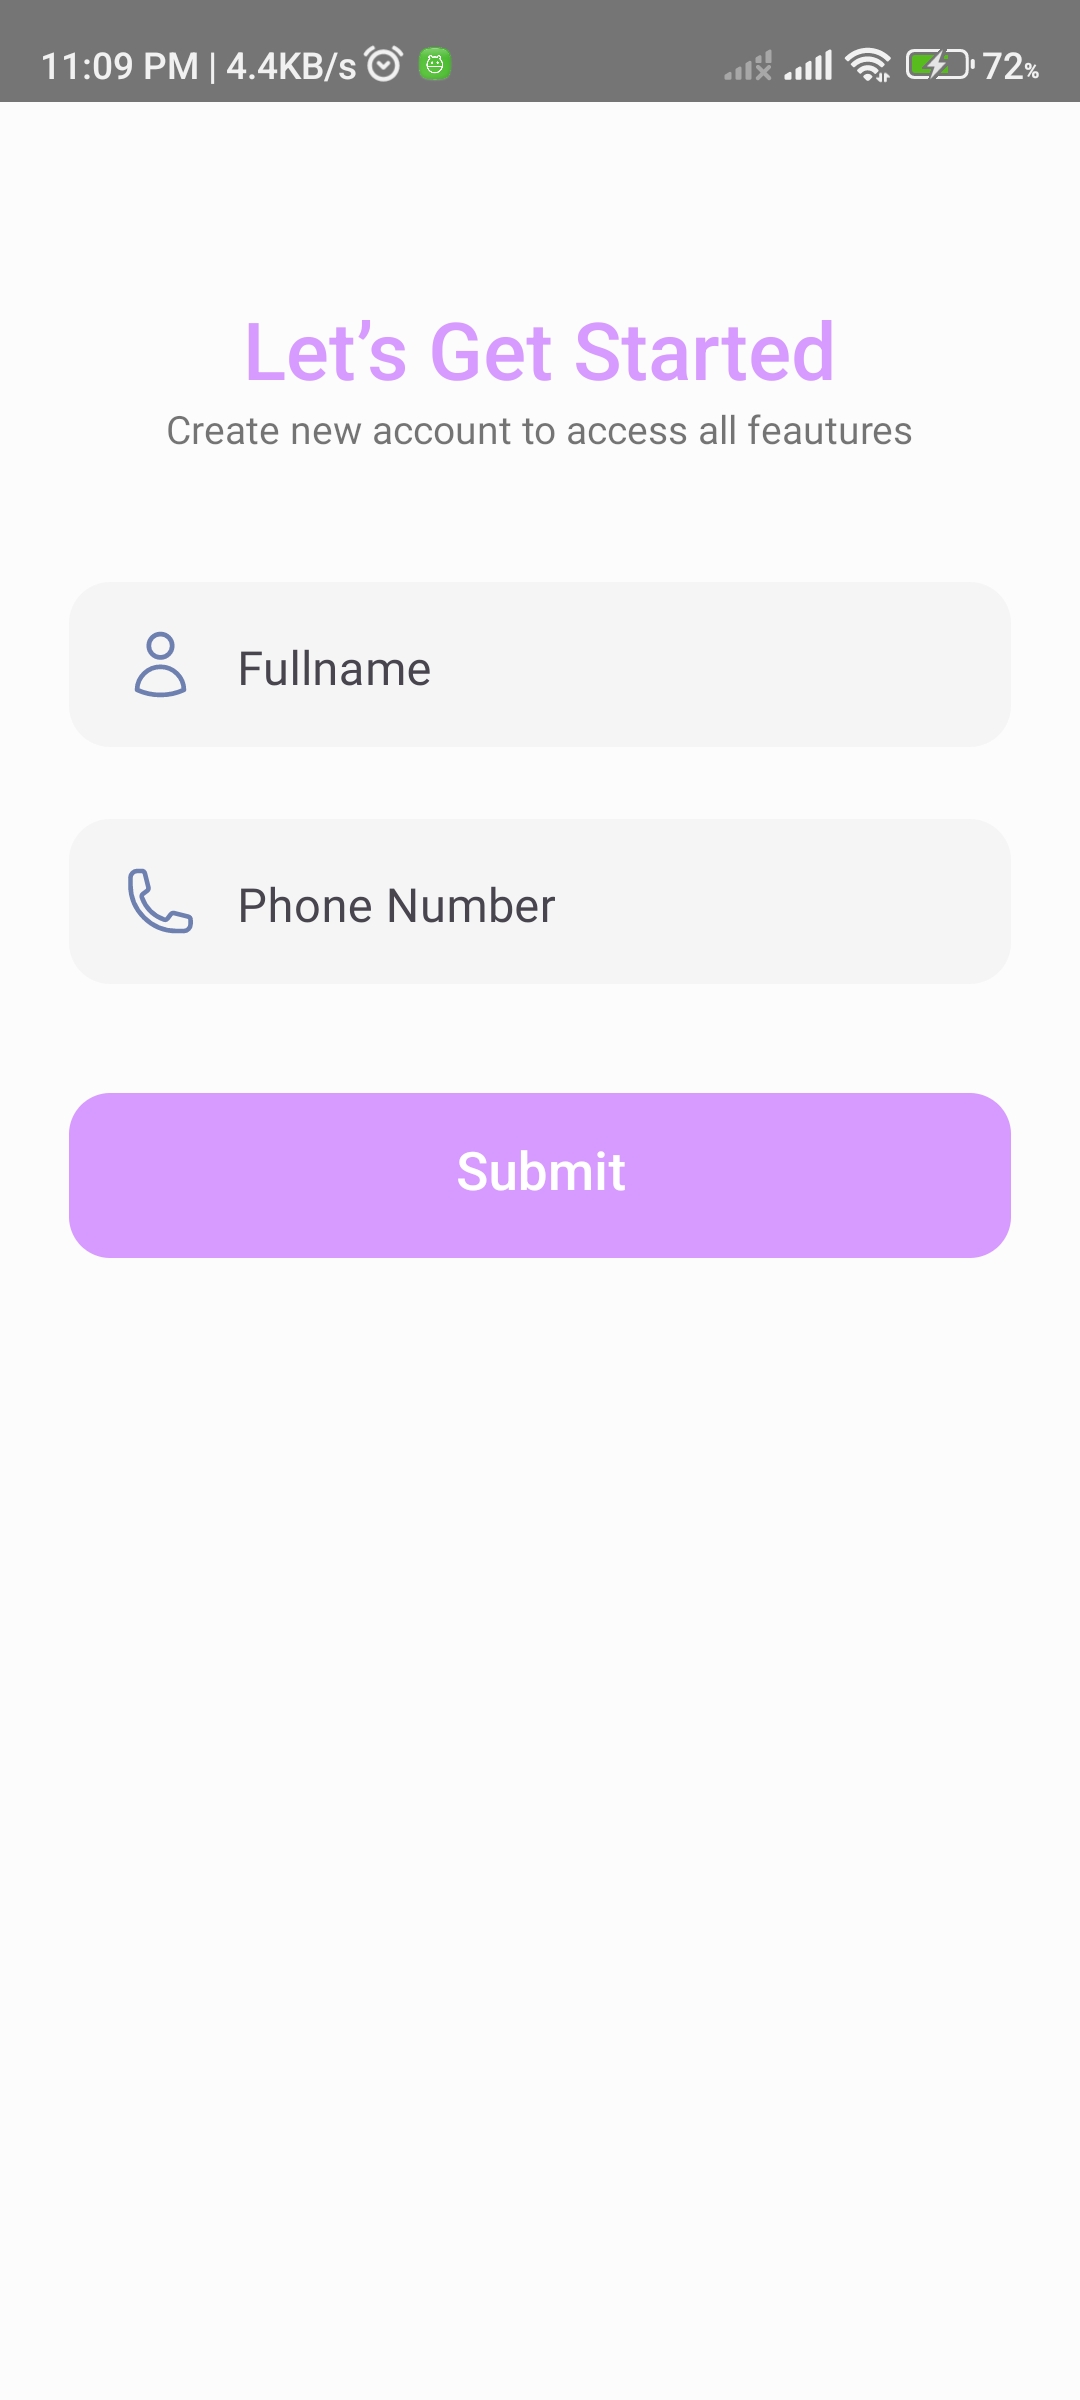 11:09 PM | 4.4KB/s 72%
Let’s Get Started
Create new account to access all feautures
Fullname
Phone Number
Submit